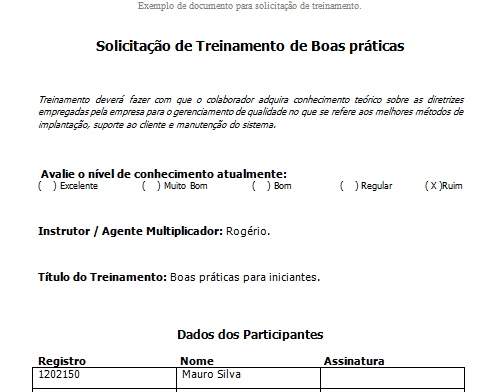 Exemplo de documento para solicitação de treinamento.
Solicitação de Treinamento de Boas práticas
Treinamento deverá fazer com que o colaborador adquira conhecimento teórico sobre as diretrizes
empregadas pela empresa para o gerenciamento de qualidade no que se refere aos melhores métodos de
implantação, suporte ao cliente e manutenção do sistema.
Avalie o nível de conhecimento atualmente:
( ) Excelente ( ) Muito Bom ( ) Bom ( ) Regular ( X )Ruim
Instrutor / Agente Multiplicador: Rogério.
Título do Treinamento: Boas práticas para iniciantes.
Dados dos Participantes
Registro Nome Assinatura
1202150 Mauro Silva